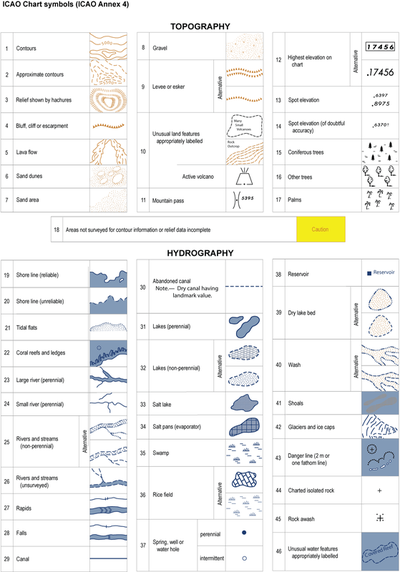 ICAO Chart symbols (ICAO Annex 4)
TOPOGRAPHY
1 Contours
2 Approximate contours
3 Relief shown by hachures
4 Bluff, cliff or escarpment
5 Lava flow
6 Sand dunes
7 Sand area
8 Gravel
9 Levee or esker
Alternative
10 Unusual land features
appropriately labelled
Active volcano
11 Mountain pass
5395
12 Highest elevation on
chart
Alternative
17456
.17456
13 Spot elevation
.6397
.8975
14 Spot elevation (of doubtful
accuracy)
15 Coniferous trees
16 Other trees
17 Palms
18 Areas not surveyed for contour information or relief data incomplete
Caution
HYDROGRAPHY
19 Shore line (reliable)
20 Shore line (unreliable)
21 Tidal flats
22 Coral reefs and ledges
23 Large river (perennial)
24 Small river (perennial)
25 Rivers and streams
(non-perennial)
Alternative
26 Rivers and streams
(unsurveyed)
27 Rapids
28 Falls
29 Canal
30 Abandoned canal
Note.— Dry canal having
landmark value.
31 Lakes (perennial)
32 Lakes (non-perennial)
Alternative
33 Salt lake
34 Salt pans (evaporator)
35 Swamp
36 Rice field
Alternative
37 Spring, well or
water hole
perennial
intermittent
38 Reservoir
Reservoir
39 Dry lake bed
Alternative
40 Wash
Alternative
41 Shoals
42 Glaciers and ice caps
43 Danger line (2 m or
one fathom line)
44 Charted isolated rock
45 Rock awash
46 Unusual water features
appropriately labelled